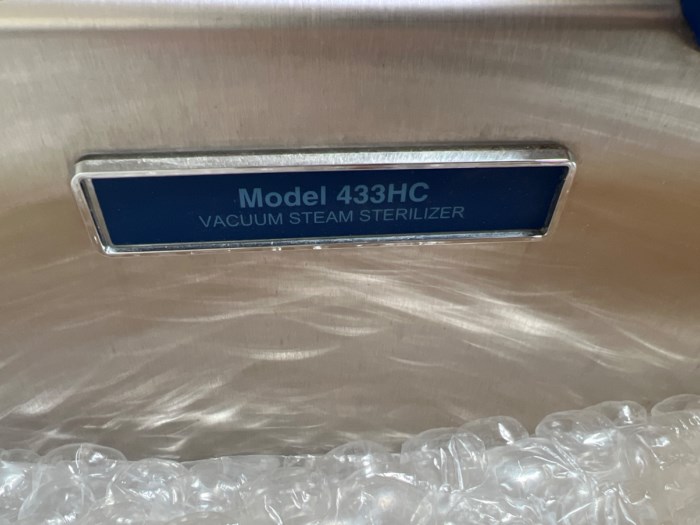 Model 433HC
VACUUM STEAM STERILIZER